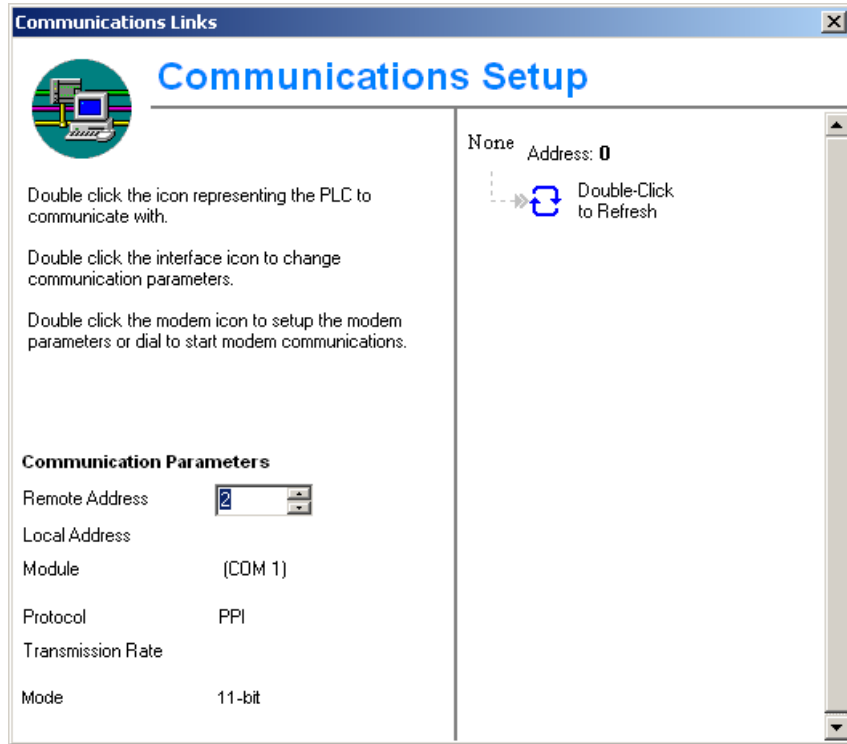 Communications Links
Communications Setup
Double click the icon representing the PLC to
communicate with.
Double click the interface icon to change
communication parameters.
Double click the modem icon to setup the modem
parameters or dial to start modem communications.
Communication Parameters
Remote Address 2
Local Address
Module (COM 1)
Protocol PPI
Transmission Rate
Mode 11-bit
None Address: 0
Double-Click
to Refresh